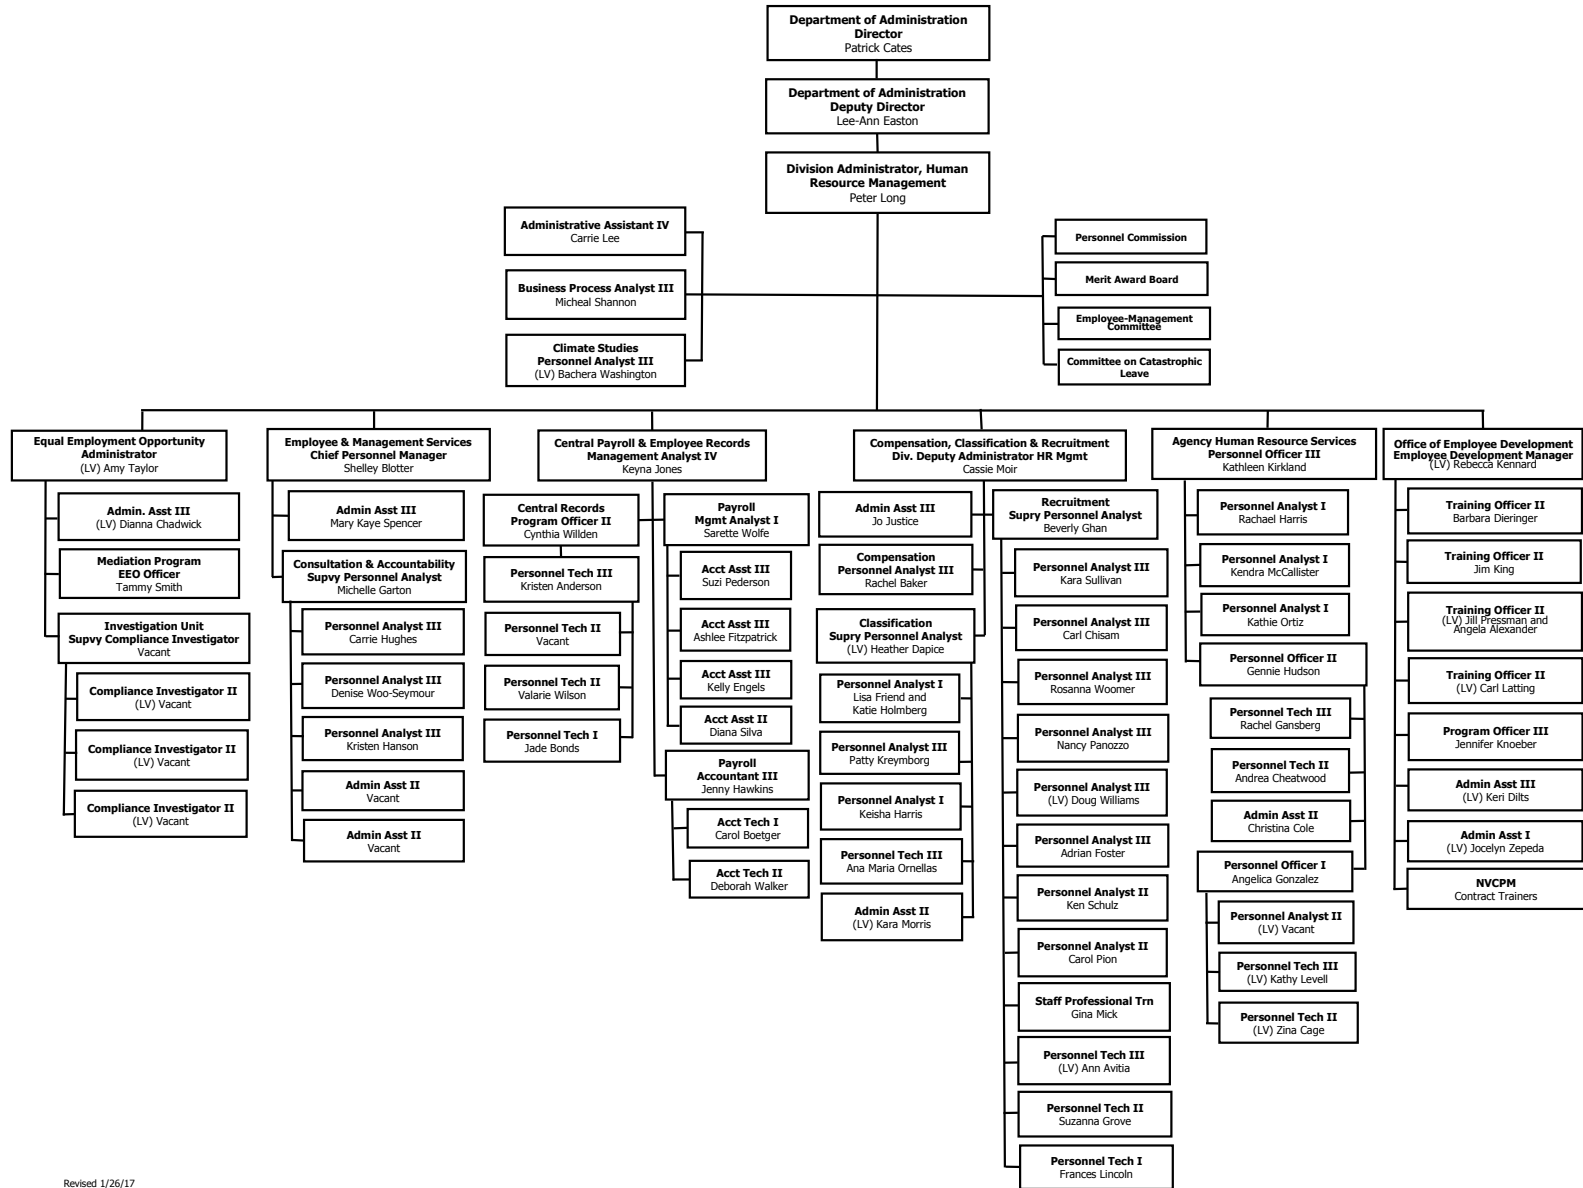 Department of Administration
Director
Patrick Cates
Department of Administration
Deputy Director
Lee-Ann Easton
Division Administrator, Human
Resource Management
Peter Long
Administrative Assistant IV
Carrie Lee
Business Process Analyst III
Micheal Shannon
Climate Studies
Personnel Analyst III
(LV) Bachera Washington
Personnel Commission
Merit Award Board
Employee-Management
Committee
Committee on Catastrophic
Leave
Equal Employment Opportunity
Administrator
(LV) Amy Taylor
Admin. Asst III
(LV) Dianna Chadwick
Mediation Program
EEO Officer
Tammy Smith
Investigation Unit
Supvy Compliance Investigator
Vacant
Compliance Investigator II
(LV) Vacant
Compliance Investigator II
(LV) Vacant
Compliance Investigator II
(LV) Vacant
Employee & Management Services
Chief Personnel Manager
Shelley Blotter
Admin Asst III
Mary Kaye Spencer
Consultation & Accountability
Supvy Personnel Analyst
Michelle Garton
Personnel Analyst III
Carrie Hughes
Personnel Analyst III
Denise Woo-Seymour
Personnel Analyst III
Kristen Hanson
Admin Asst II
Vacant
Admin Asst II
Vacant
Central Payroll & Employee Records
Management Analyst IV
Keyna Jones
Central Records
Program Officer II
Cynthia Willden
Personnel Tech III
Kristen Anderson
Personnel Tech II
Vacant
Personnel Tech II
Valarie Wilson
Personnel Tech I
Jade Bonds
Payroll
Mgmt Analyst I
Sarette Wolfe
Acct Asst III
Suzi Pederson
Acct Asst III
Ashlee Fitzpatrick
Acct Asst III
Kelly Engels
Acct Asst II
Diana Silva
Payroll
Accountant III
Jenny Hawkins
Acct Tech I
Carol Boetger
Acct Tech II
Deborah Walker
Compensation, Classification & Recruitment
Div. Deputy Administrator HR Mgmt
Cassie Moir
Admin Asst III
Jo Justice
Compensation
Personnel Analyst III
Rachel Baker
Classification
Supry Personnel Analyst
(LV) Heather Dapice
Personnel Analyst I
Lisa Friend and
Katie Holmberg
Personnel Analyst III
Patty Kreymborg
Personnel Analyst I
Keisha Harris
Personnel Tech III
Ana Maria Ornellas
Admin Asst II
(LV) Kara Morris
Recruitment
Supry Personnel Analyst
Beverly Ghan
Personnel Analyst III
Kara Sullivan
Personnel Analyst III
Carl Chisam
Personnel Analyst III
Rosanna Woomer
Personnel Analyst III
Nancy Panozzo
Personnel Analyst III
(LV) Doug Williams
Personnel Analyst III
Adrian Foster
Personnel Analyst II
Ken Schulz
Personnel Analyst II
Carol Pion
Staff Professional Trn
Gina Mick
Personnel Tech III
(LV) Ann Avitia
Personnel Tech II
Suzanna Grove
Personnel Tech I
Frances Lincoln
Agency Human Resource Services
Personnel Officer III
Kathleen Kirkland
Personnel Analyst I
Rachael Harris
Personnel Analyst I
Kendra McCallister
Personnel Analyst I
Kathie Ortiz
Personnel Officer II
Gennie Hudson
Personnel Tech III
Rachel Gansberg
Personnel Tech II
Andrea Cheatwood
Admin Asst II
Christina Cole
Personnel Officer I
Angelica Gonzalez
Personnel Analyst II
(LV) Vacant
Personnel Tech III
(LV) Kathy Levell
Personnel Tech II
(LV) Zina Cage
Office of Employee Development
Employee Development Manager
(LV) Rebecca Kennard
Training Officer II
Barbara Dieringer
Training Officer II
Jim King
Training Officer II
(LV) Jill Pressman and
Angela Alexander
Training Officer II
(LV) Carl Latting
Program Officer III
Jennifer Knoeber
Admin Asst III
(LV) Keri Dilts
Admin Asst I
(LV) Jocelyn Zepeda
NVCPM
Contract Trainers
Revised 1/26/17